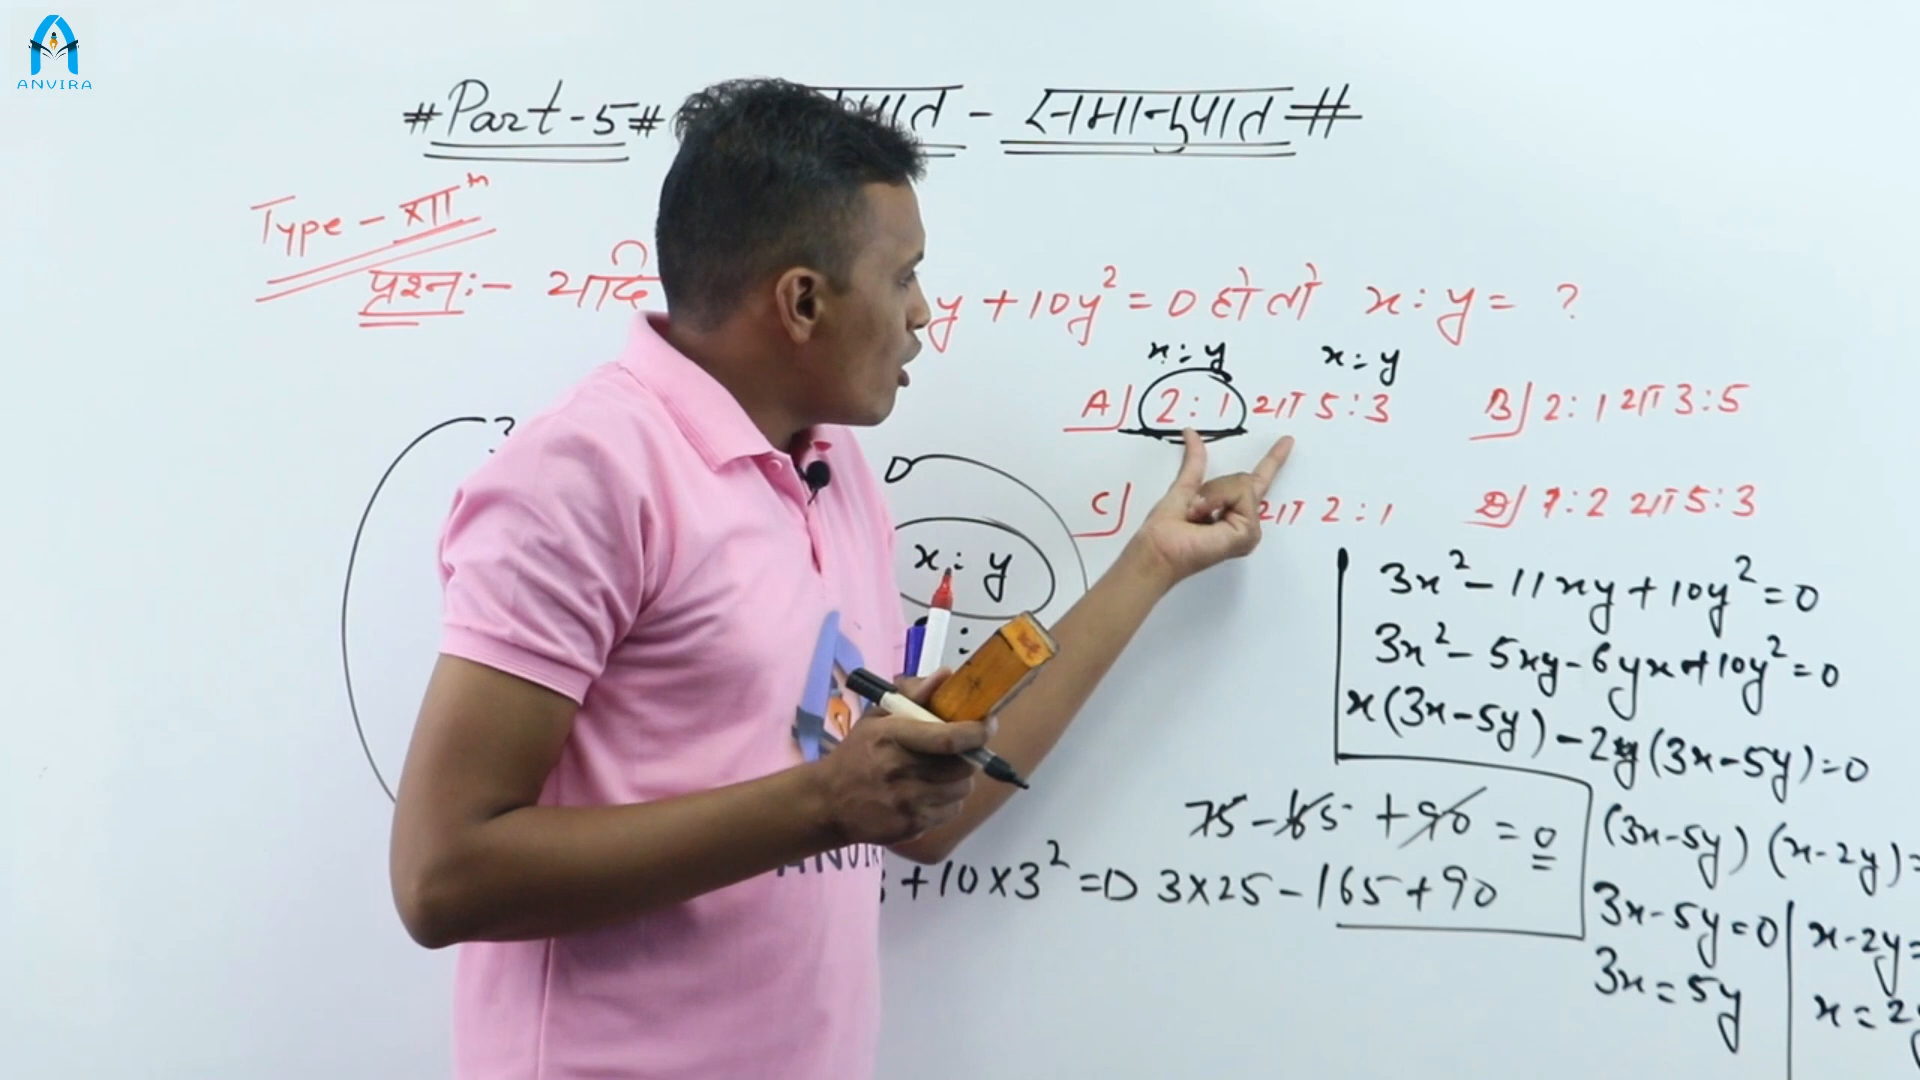 ANVIRA
#Part-5# पात - समानुपात #
Type - XIIn
प्रश्न:- यदि y + 10y² = 0 हो तो x : y = ?
x : y x : y
A) 2 : 1 या 5 : 3 B) 2 : 1 या 3 : 5
C) या 2 : 1 D) 1 : 2 या 5 : 3
x : y
3x² - 11xy + 10y² = 0
3x² - 5xy - 6yx + 10y² = 0
x(3x - 5y) - 2y(3x - 5y) = 0
75 - 165 + 90 = 0
(3x - 5y) (x - 2y) =
+ 10 × 3² = 0 3 × 25 - 165 + 90
3x - 5y = 0 x - 2y =
3x = 5y x = 2y